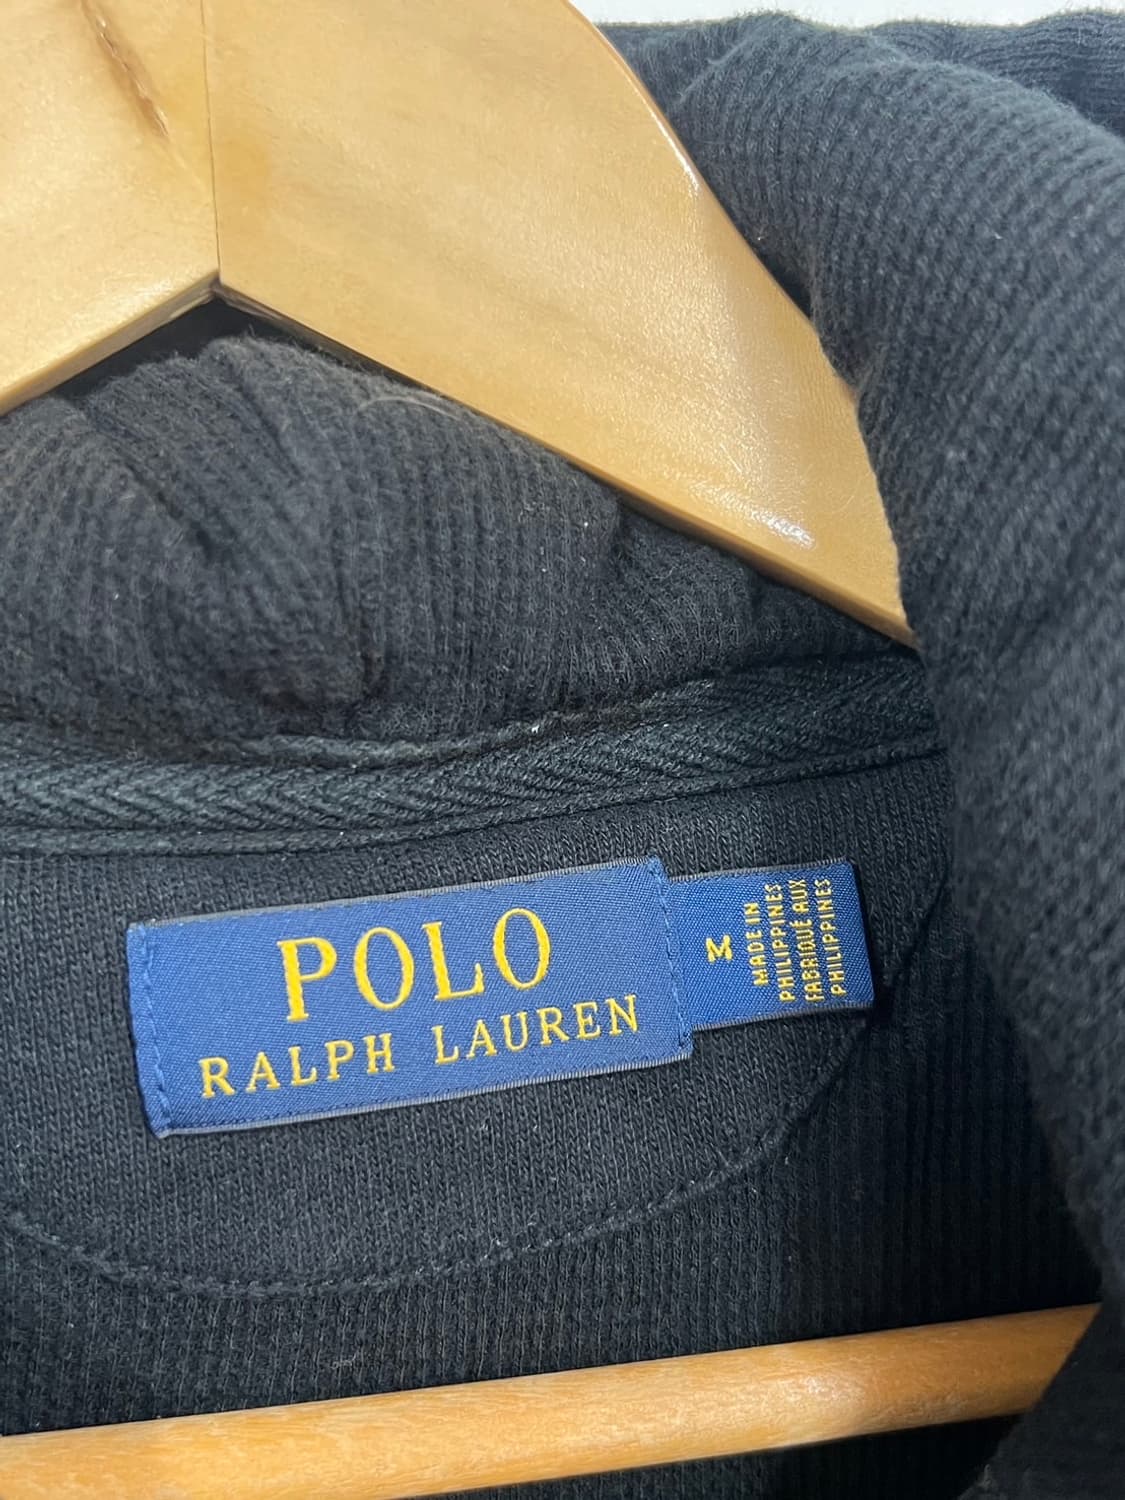 POLO
RALPH LAUREN
M
MADE IN
PHILIPPINES
FABRIQUÉ AUX
PHILIPPINES